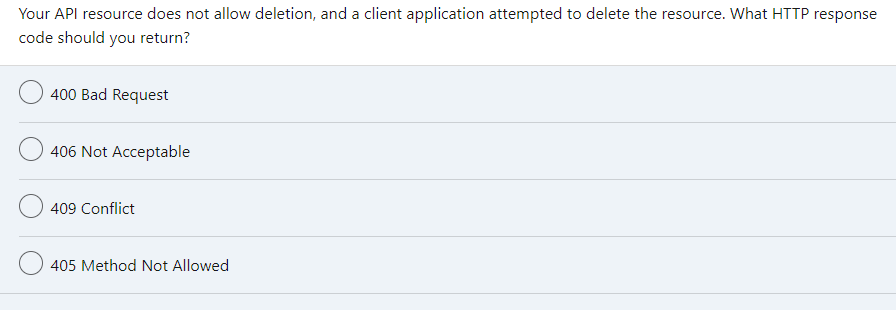 Your API resource does not allow deletion, and a client application attempted to delete the resource. What HTTP response
code should you return?
400 Bad Request
406 Not Acceptable
409 Conflict
405 Method Not Allowed